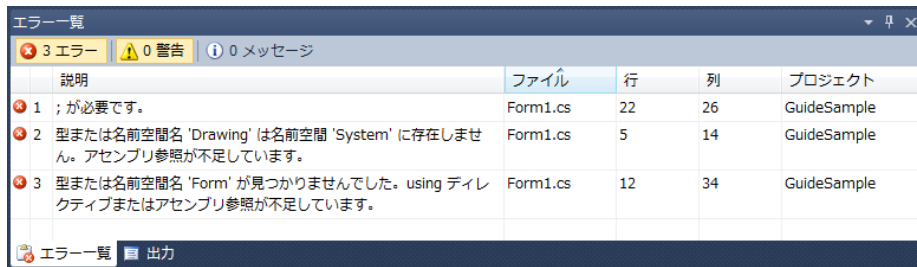 エラー一覧
3 エラー 0 警告 0 メッセージ
説明 ファイル 行 列 プロジェクト
1 ; が必要です。 Form1.cs 22 26 GuideSample
2 型または名前空間名 'Drawing' は名前空間 'System' に存在しませ Form1.cs 5 14 GuideSample
ん。アセンブリ参照が不足しています。
3 型または名前空間名 'Form' が見つかりませんでした。using ディレ Form1.cs 12 34 GuideSample
クティブまたはアセンブリ参照が不足しています。
エラー一覧 出力